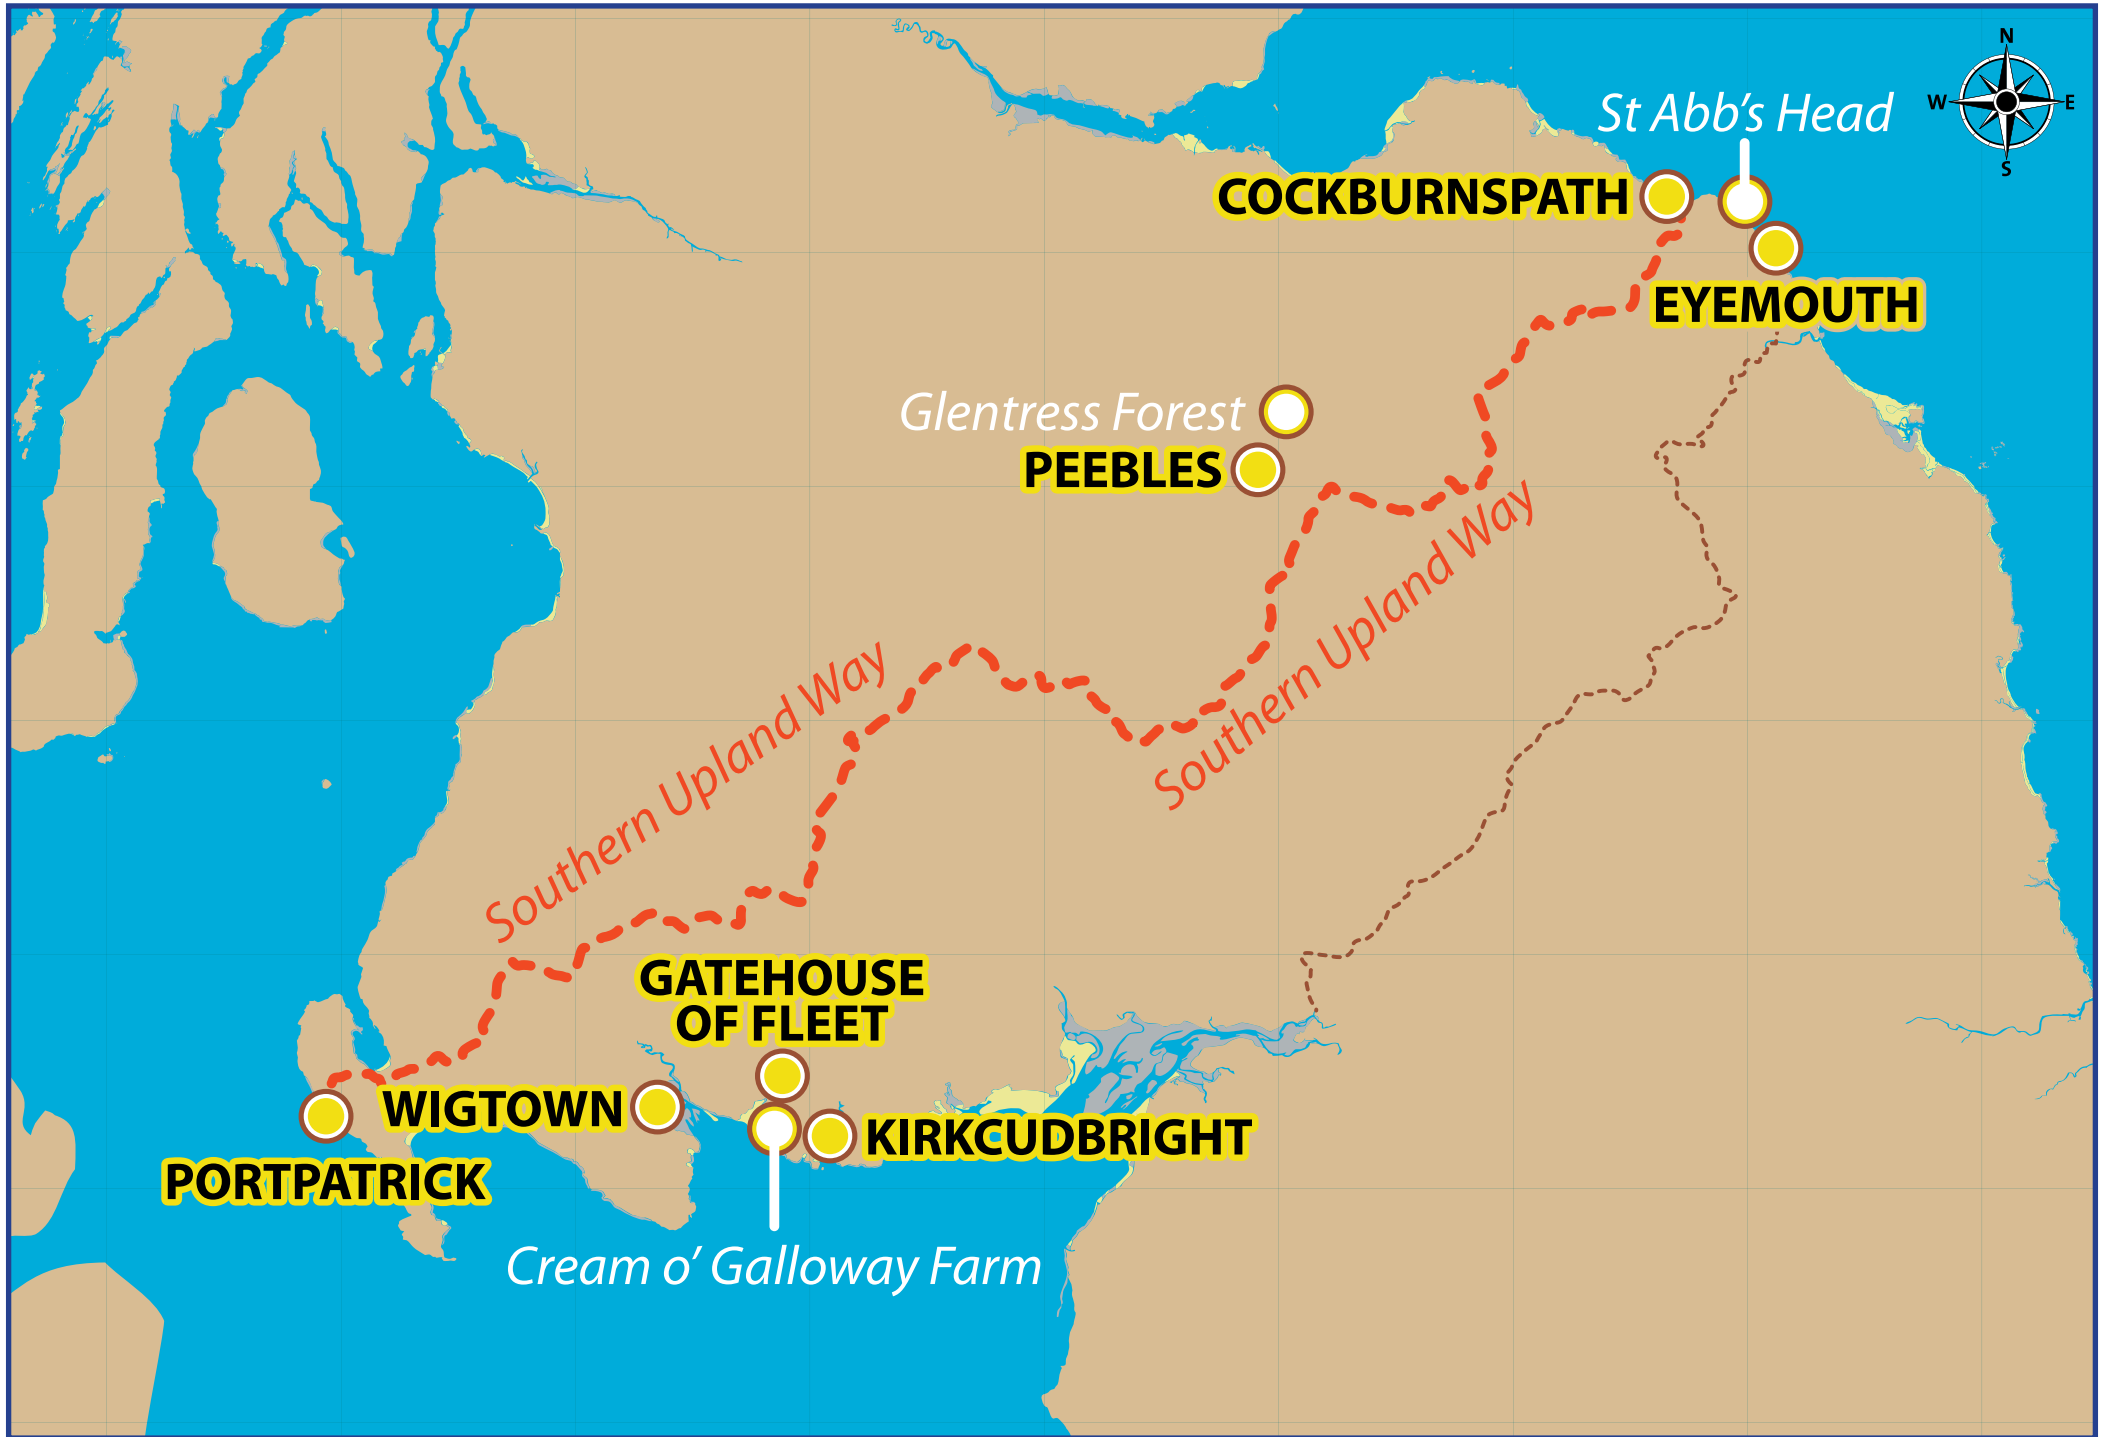 N
St Abb's Head
W
E
S
COCKBURNSPATH
EYEMOUTH
Glentress Forest
PEEBLES
Southern Upland Way
Southern Upland Way
GATEHOUSE
OF FLEET
WIGTOWN
KIRKCUDBRIGHT
PORTPATRICK
Cream o' Galloway Farm